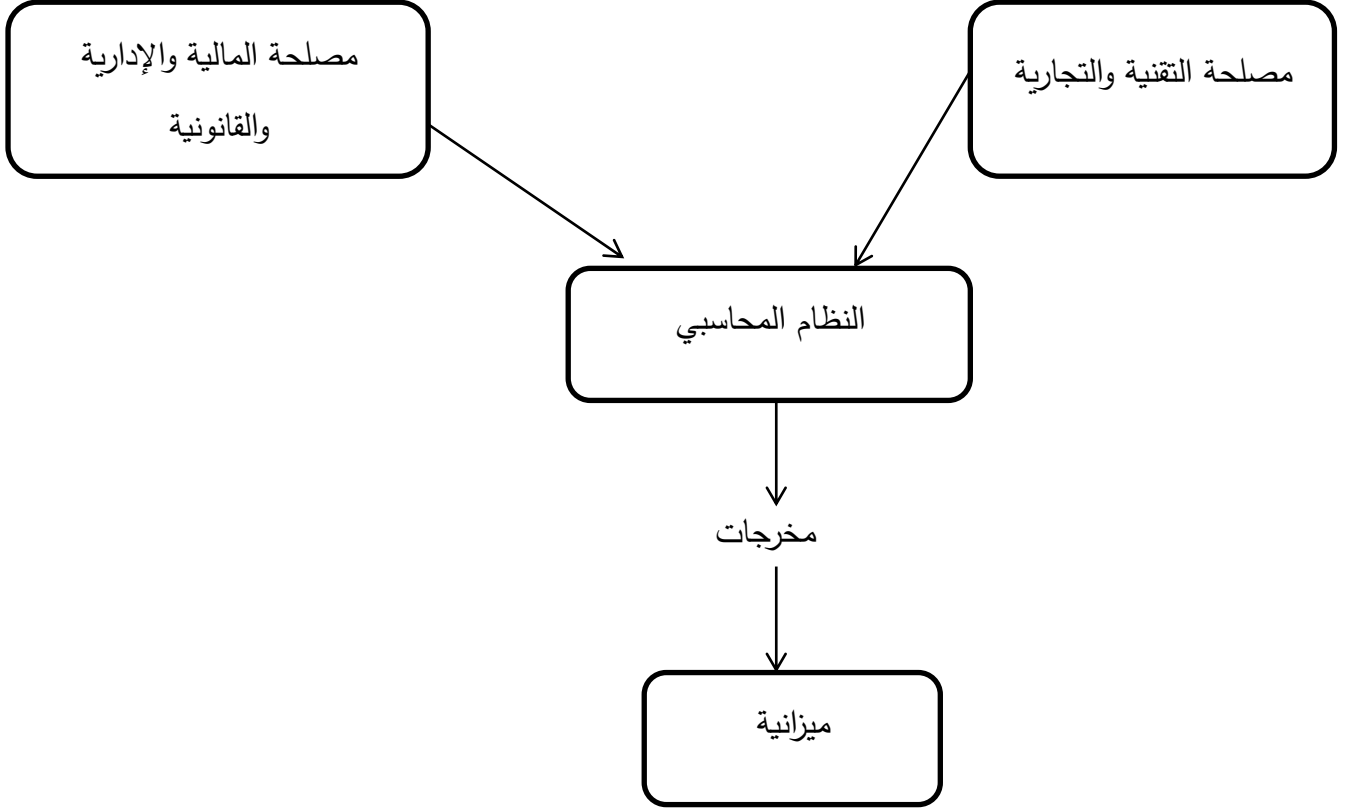 مصلحة التقنية والتجارية
مصلحة المالية والإدارية
والقانونية
النظام المحاسبي
مخرجات
ميزانية